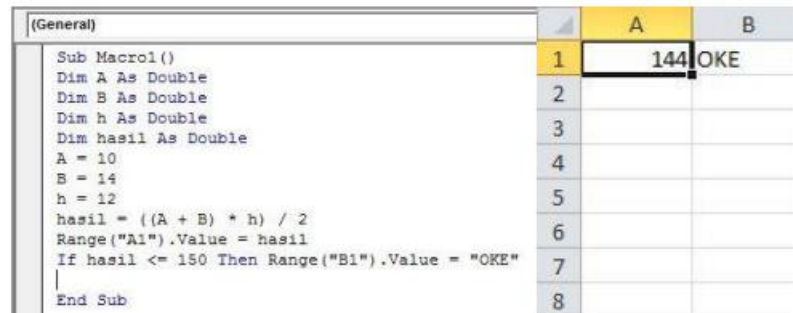 (General)
Sub Macro1()
Dim A As Double
Dim B As Double
Dim h As Double
Dim hasil As Double
A = 10
B = 14
h = 12
hasil = ((A + B) * h) / 2
Range("A1").Value = hasil
If hasil <= 150 Then Range("B1").Value = "OKE"
End Sub
A B
1 144 OKE
2
3
4
5
6
7
8